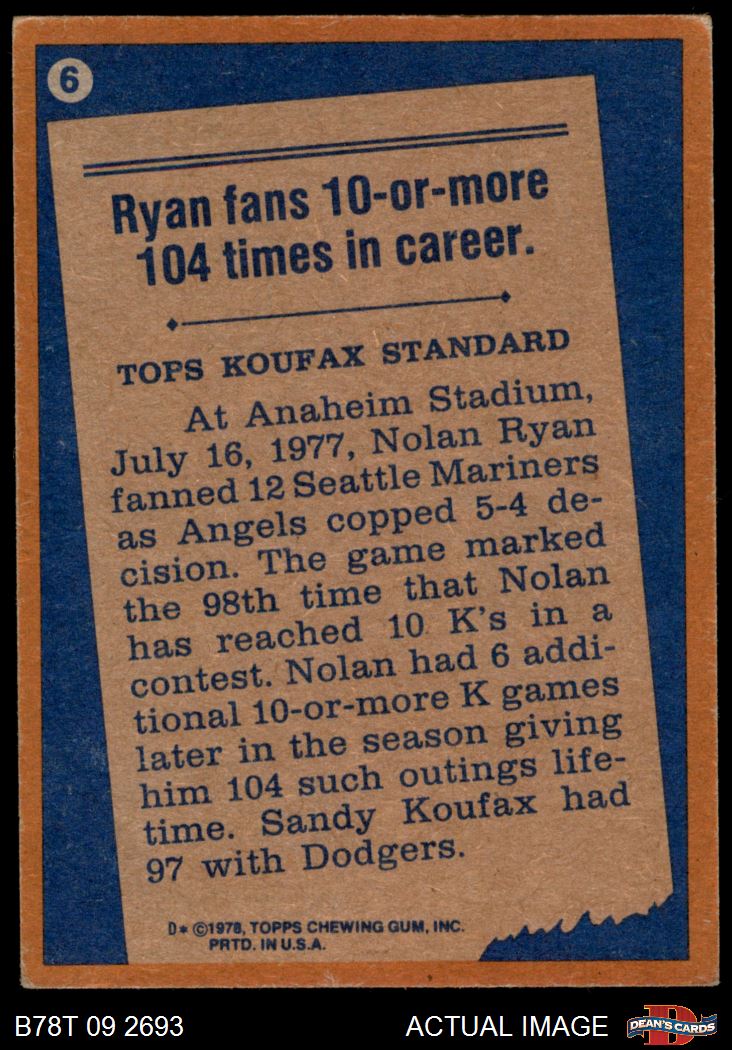 6
Ryan fans 10-or-more
104 times in career.
TOPS KOUFAX STANDARD
At Anaheim Stadium,
July 16, 1977, Nolan Ryan
fanned 12 Seattle Mariners
as Angels copped 5-4 de-
cision. The game marked
the 98th time that Nolan
has reached 10 K's in a
contest. Nolan had 6 addi-
tional 10-or-more K games
later in the season giving
him 104 such outings life-
time. Sandy Koufax had
97 with Dodgers.
D* ©1978, TOPPS CHEWING GUM, INC.
PRTD. IN U.S.A.
B78T 09 2693
ACTUAL IMAGE
D
DEAN'S CARDS